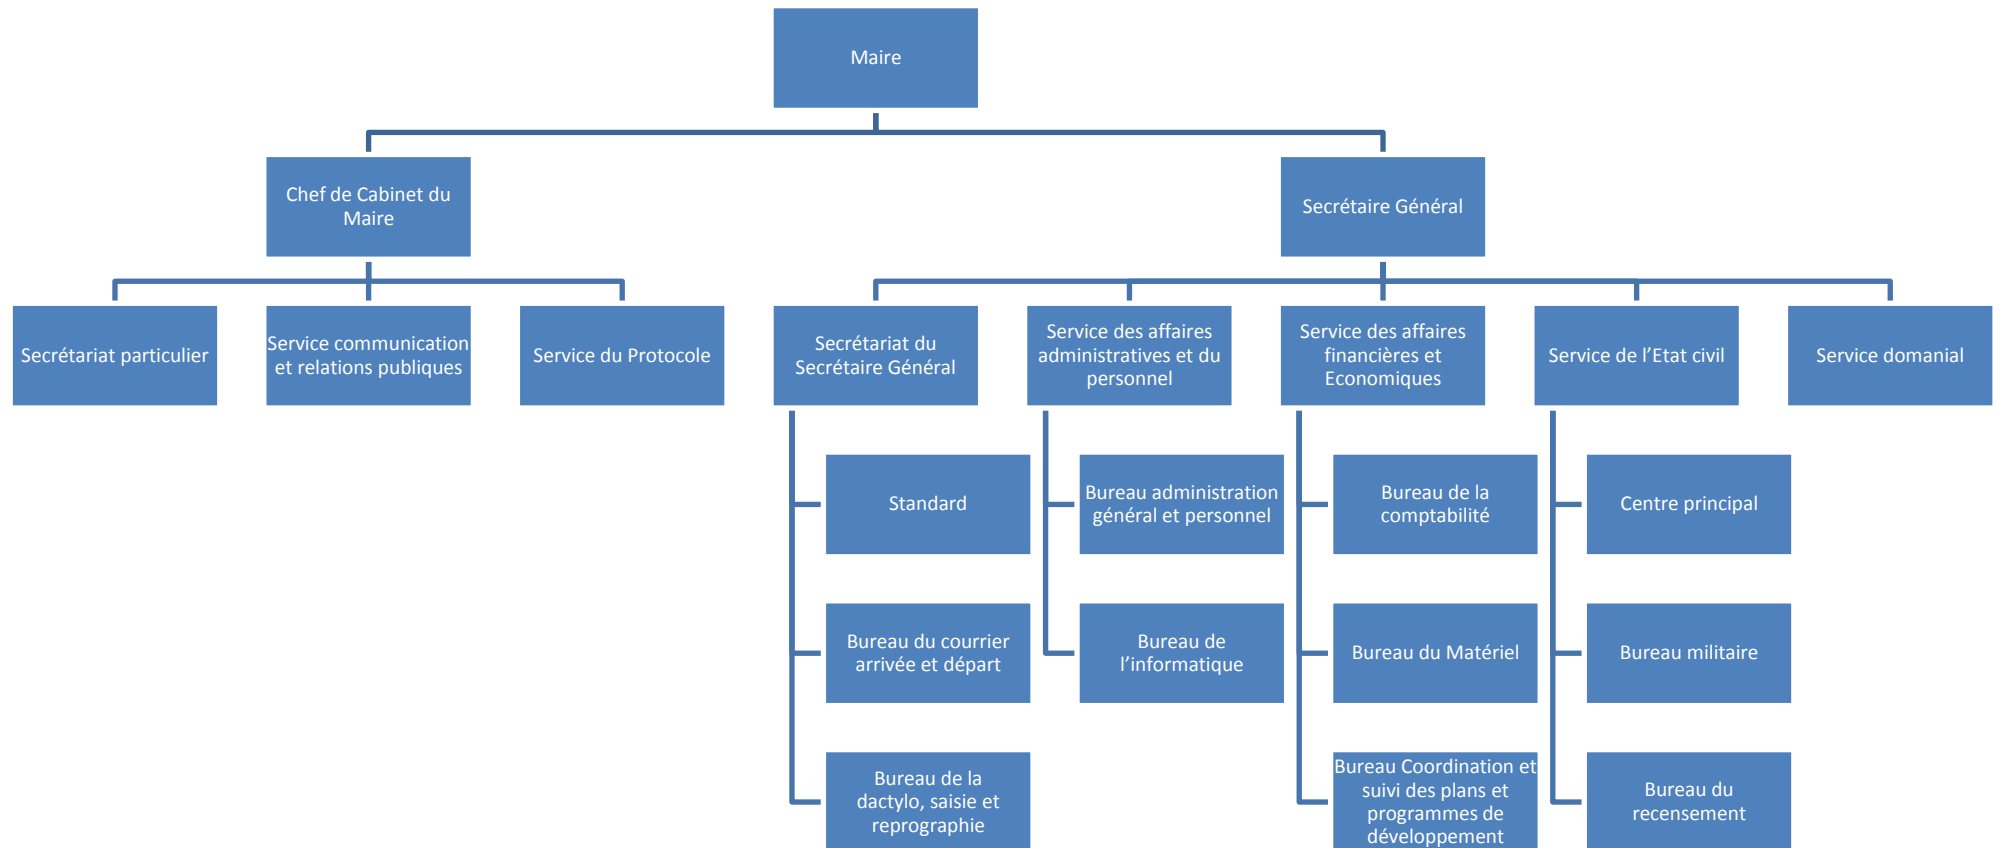 Maire
Chef de Cabinet du
Maire
Secrétaire Général
Secrétariat particulier
Service communication
et relations publiques
Service du Protocole
Secrétariat du
Secrétaire Général
Service des affaires
administratives et du
personnel
Service des affaires
financières et
Economiques
Service de l’Etat civil
Service domanial
Standard
Bureau administration
général et personnel
Bureau de la
comptabilité
Centre principal
Bureau du courrier
arrivée et départ
Bureau de
l’informatique
Bureau du Matériel
Bureau militaire
Bureau de la
dactylo, saisie et
reprographie
Bureau Coordination et
suivi des plans et
programmes de
développement
Bureau du
recensement